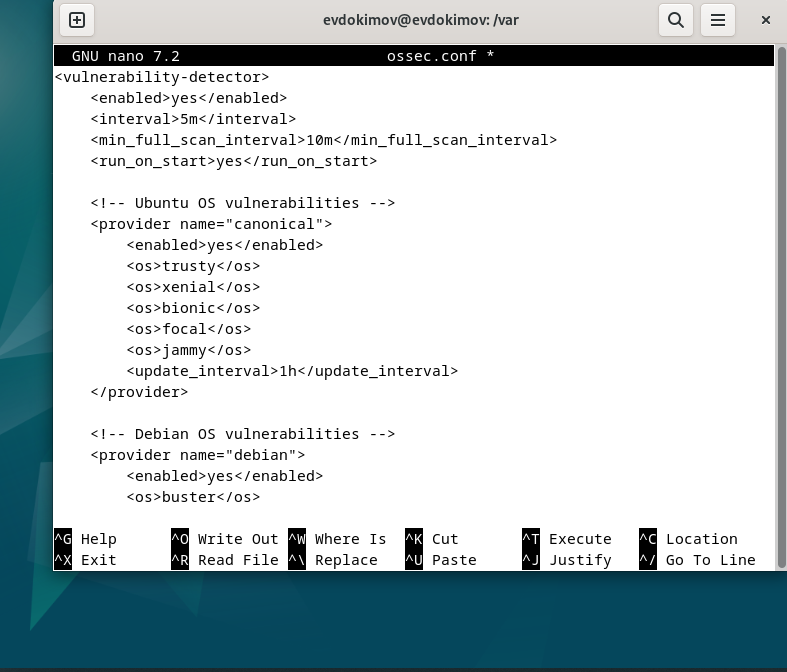 evdokimov@evdokimov: /var
GNU nano 7.2 ossec.conf *
<vulnerability-detector>
    <enabled>yes</enabled>
    <interval>5m</interval>
    <min_full_scan_interval>10m</min_full_scan_interval>
    <run_on_start>yes</run_on_start>

    <!-- Ubuntu OS vulnerabilities -->
    <provider name="canonical">
        <enabled>yes</enabled>
        <os>trusty</os>
        <os>xenial</os>
        <os>bionic</os>
        <os>focal</os>
        <os>jammy</os>
        <update_interval>1h</update_interval>
    </provider>

    <!-- Debian OS vulnerabilities -->
    <provider name="debian">
        <enabled>yes</enabled>
        <os>buster</os>

^G Help ^O Write Out ^W Where Is ^K Cut ^T Execute ^C Location
^X Exit ^R Read File ^\ Replace ^U Paste ^J Justify ^/ Go To Line